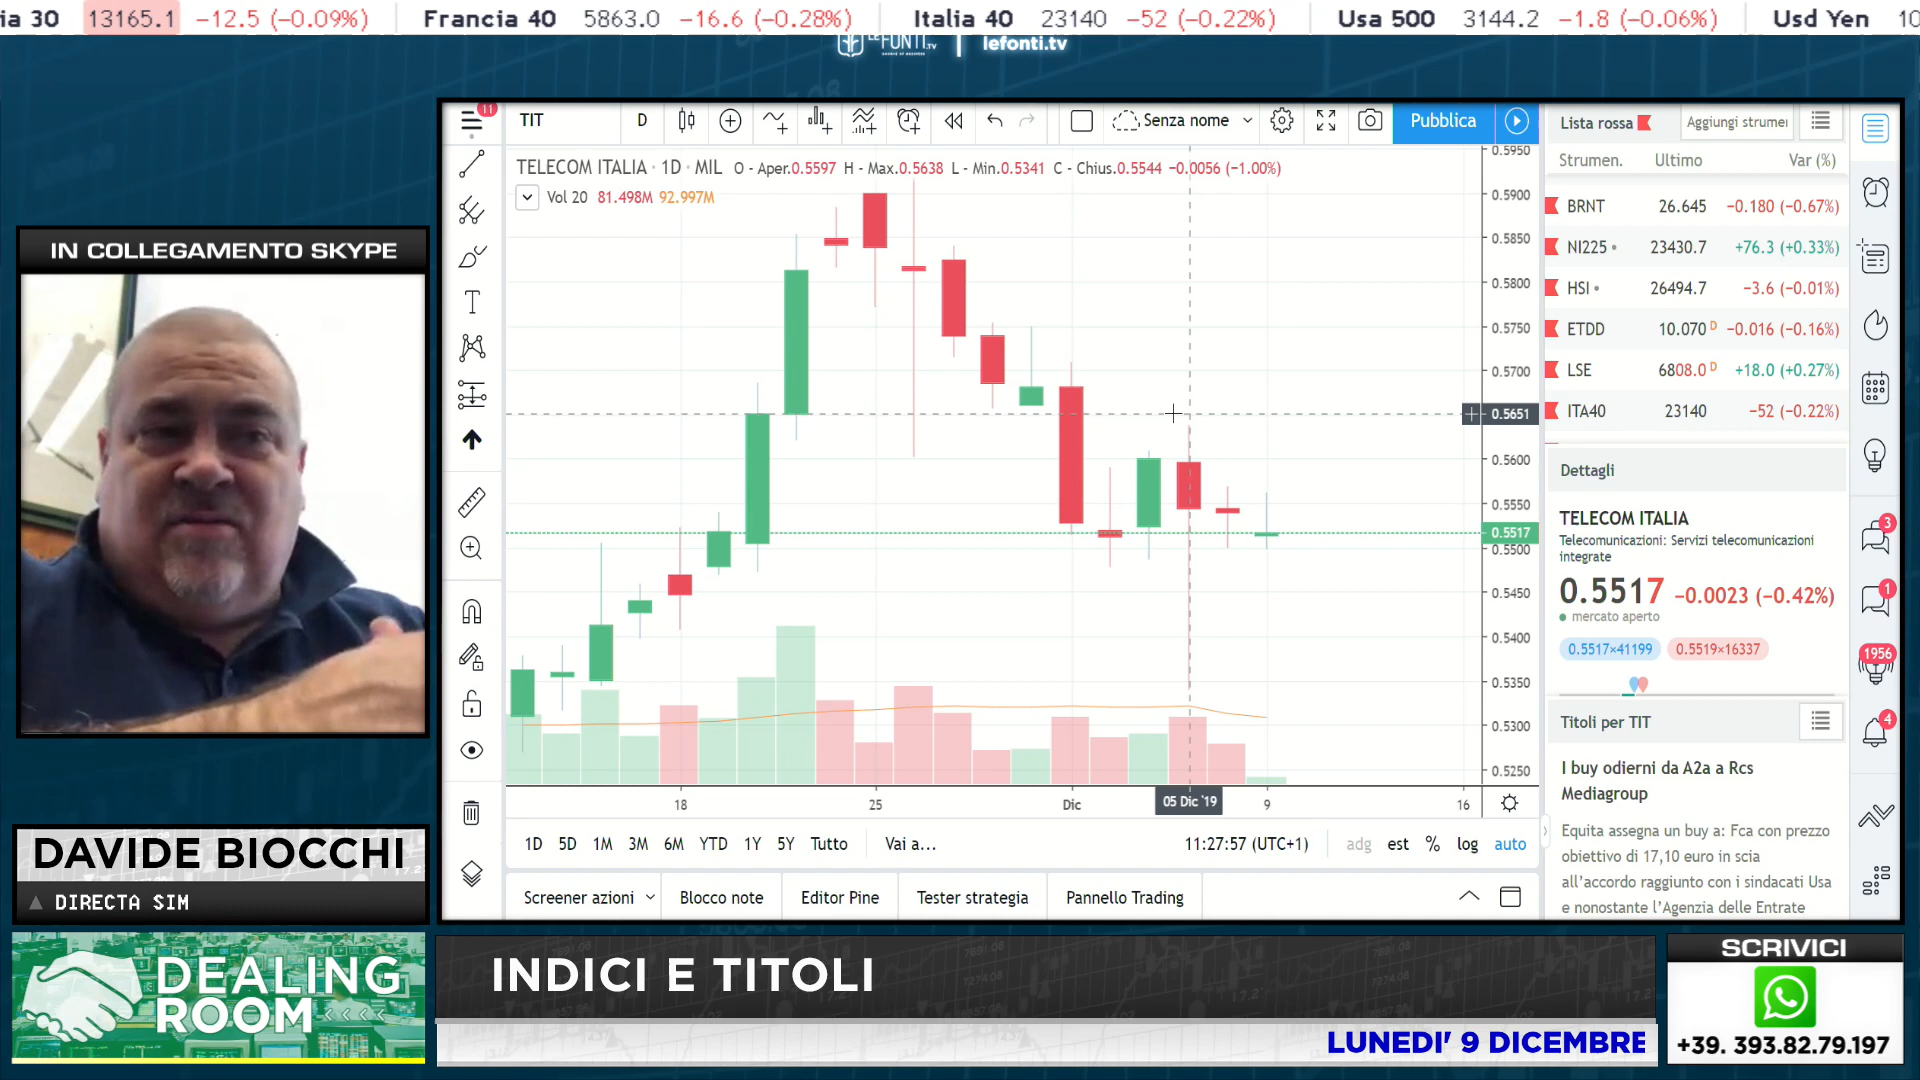 ia 30 13165.1 −12.5 (−0.09%) Francia 40 5863.0 −16.6 (−0.28%) Italia 40 23140 −52 (−0.22%) Usa 500 3144.2 −1.8 (−0.06%) Usd Yen 10
LEFONTI.TV lefonti.tv
IN COLLEGAMENTO SKYPE
11
TIT D Senza nome Pubblica
TELECOM ITALIA · 1D · MIL O - Aper.0.5597 H - Max.0.5638 L - Min.0.5341 C - Chius.0.5544 −0.0056 (−1.00%)
Vol 20 81.498M 92.997M
0.5950
0.5900
0.5850
0.5800
0.5750
0.5700
0.5651
0.5600
0.5550
0.5517
0.5500
0.5450
0.5400
0.5350
0.5300
0.5250
18 25 Dic 05 Dic '19 9 16
1D 5D 1M 3M 6M YTD 1Y 5Y Tutto Vai a... 11:27:57 (UTC+1) adg est % log auto
Screener azioni Blocco note Editor Pine Tester strategia Pannello Trading
Lista rossa Aggiungi strumei
Strumen. Ultimo Var (%)
BRNT 26.645 −0.180 (−0.67%)
NI225 23430.7 +76.3 (+0.33%)
HSI 26494.7 −3.6 (−0.01%)
ETDD 10.070 D −0.016 (−0.16%)
LSE 6808.0 D +18.0 (+0.27%)
ITA40 23140 −52 (−0.22%)
Dettagli
TELECOM ITALIA
Telecomunicazioni: Servizi telecomunicazioni
integrate
0.5517 −0.0023 (−0.42%)
mercato aperto
0.5517×41199 0.5519×16337
Titoli per TIT
I buy odierni da A2a a Rcs
Mediagroup
Equita assegna un buy a: Fca con prezzo
obiettivo di 17,10 euro in scia
all'accordo raggiunto con i sindacati Usa
e nonostante l'Agenzia delle Entrate
3
1
1956
4
DAVIDE BIOCCHI
DIRECTA SIM
DEALING
ROOM
INDICI E TITOLI
LUNEDI' 9 DICEMBRE
SCRIVICI
+39. 393.82.79.197